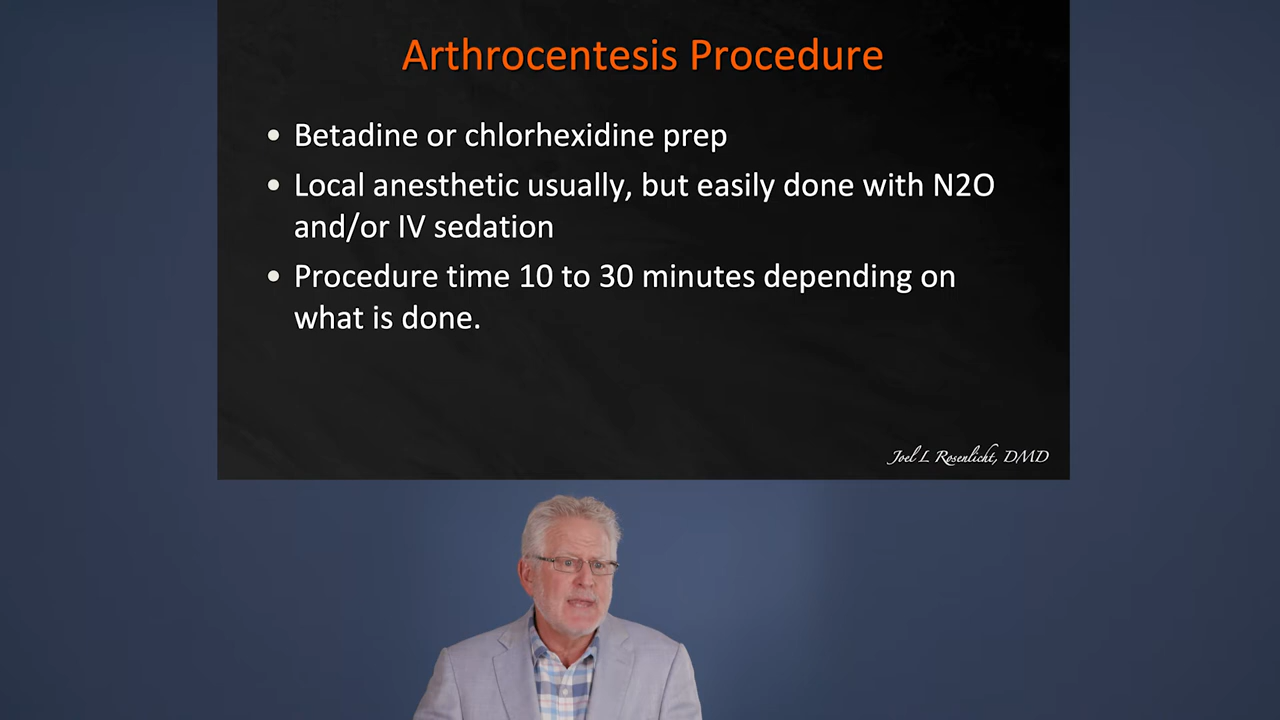 Arthrocentesis Procedure
• Betadine or chlorhexidine prep
• Local anesthetic usually, but easily done with N2O
and/or IV sedation
• Procedure time 10 to 30 minutes depending on
what is done.
Joel L Rosenlicht, DMD